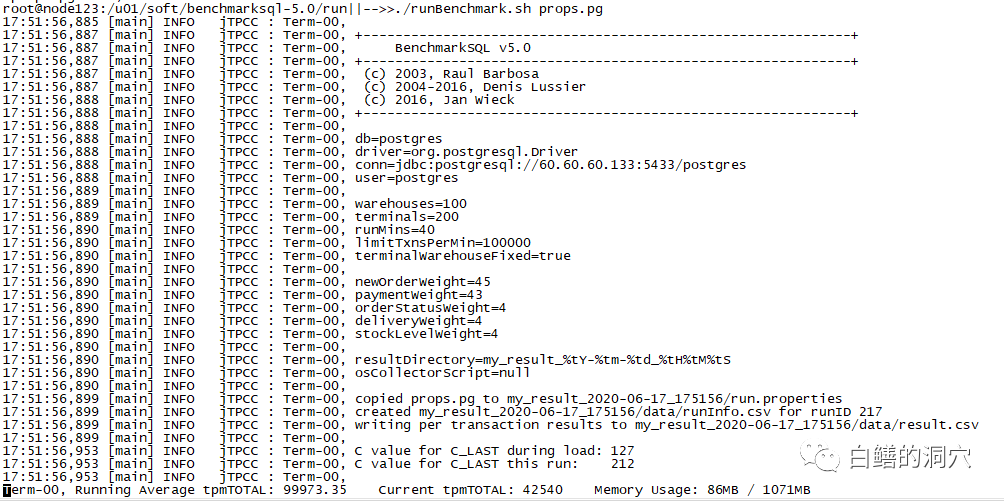 root@node123:/u01/soft/benchmarksql-5.0/run||-->>./runBenchmark.sh props.pg
17:51:56,885 [main] INFO   jTPCC : Term-00,
17:51:56,887 [main] INFO   jTPCC : Term-00, +-------------------------------------------------------------+
17:51:56,887 [main] INFO   jTPCC : Term-00,      BenchmarkSQL v5.0
17:51:56,887 [main] INFO   jTPCC : Term-00, +-------------------------------------------------------------+
17:51:56,887 [main] INFO   jTPCC : Term-00,  (c) 2003, Raul Barbosa
17:51:56,887 [main] INFO   jTPCC : Term-00,  (c) 2004-2016, Denis Lussier
17:51:56,888 [main] INFO   jTPCC : Term-00,  (c) 2016, Jan Wieck
17:51:56,888 [main] INFO   jTPCC : Term-00, +-------------------------------------------------------------+
17:51:56,888 [main] INFO   jTPCC : Term-00,
17:51:56,888 [main] INFO   jTPCC : Term-00, db=postgres
17:51:56,888 [main] INFO   jTPCC : Term-00, driver=org.postgresql.Driver
17:51:56,888 [main] INFO   jTPCC : Term-00, conn=jdbc:postgresql://60.60.60.133:5433/postgres
17:51:56,888 [main] INFO   jTPCC : Term-00, user=postgres
17:51:56,889 [main] INFO   jTPCC : Term-00,
17:51:56,889 [main] INFO   jTPCC : Term-00, warehouses=100
17:51:56,889 [main] INFO   jTPCC : Term-00, terminals=200
17:51:56,890 [main] INFO   jTPCC : Term-00, runMins=40
17:51:56,890 [main] INFO   jTPCC : Term-00, limitTxnsPerMin=100000
17:51:56,890 [main] INFO   jTPCC : Term-00, terminalWarehouseFixed=true
17:51:56,890 [main] INFO   jTPCC : Term-00,
17:51:56,890 [main] INFO   jTPCC : Term-00, newOrderWeight=45
17:51:56,890 [main] INFO   jTPCC : Term-00, paymentWeight=43
17:51:56,890 [main] INFO   jTPCC : Term-00, orderStatusWeight=4
17:51:56,890 [main] INFO   jTPCC : Term-00, deliveryWeight=4
17:51:56,890 [main] INFO   jTPCC : Term-00, stockLevelWeight=4
17:51:56,890 [main] INFO   jTPCC : Term-00,
17:51:56,890 [main] INFO   jTPCC : Term-00, resultDirectory=my_result_%tY-%tm-%td_%tH%tM%tS
17:51:56,890 [main] INFO   jTPCC : Term-00, osCollectorScript=null
17:51:56,890 [main] INFO   jTPCC : Term-00,
17:51:56,899 [main] INFO   jTPCC : Term-00, copied props.pg to my_result_2020-06-17_175156/run.properties
17:51:56,899 [main] INFO   jTPCC : Term-00, created my_result_2020-06-17_175156/data/runInfo.csv for runID 217
17:51:56,899 [main] INFO   jTPCC : Term-00, writing per transaction results to my_result_2020-06-17_175156/data/result.csv
17:51:56,899 [main] INFO   jTPCC : Term-00,
17:51:56,953 [main] INFO   jTPCC : Term-00, C value for C_LAST during load: 127
17:51:56,953 [main] INFO   jTPCC : Term-00, C value for C_LAST this run:    212
17:51:56,953 [main] INFO   jTPCC : Term-00,
Term-00, Running Average tpmTOTAL: 99973.35    Current tpmTOTAL: 42540    Memory Usage: 86MB / 1071MB
白鳝的洞穴